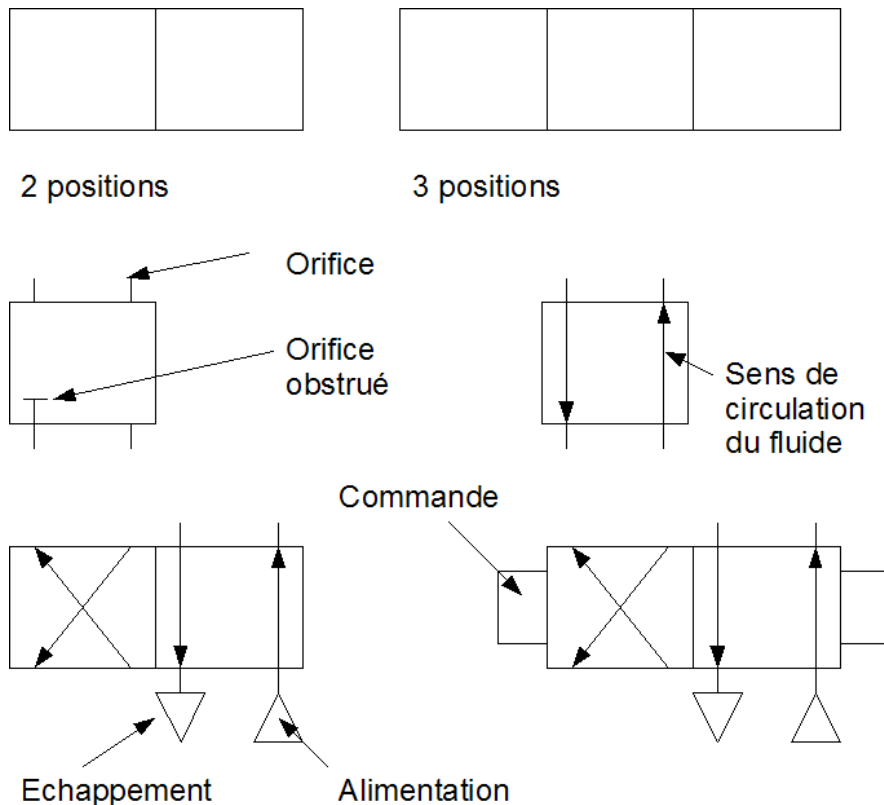 2 positions
3 positions
Orifice
Orifice
obstrué
Sens de
circulation
du fluide
Commande
Echappement
Alimentation